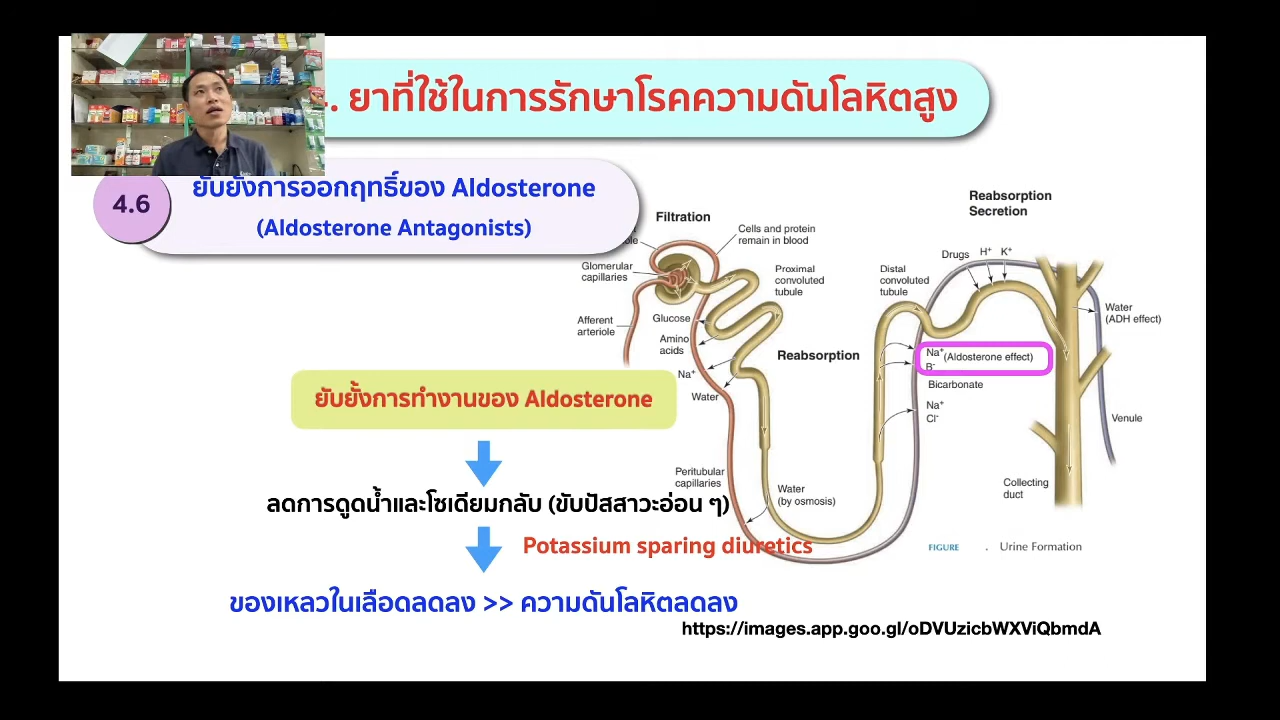 . ยาที่ใช้ในการรักษาโรคความดันโลหิตสูง
4.6
ยับยั้งการออกฤทธิ์ของ Aldosterone
(Aldosterone Antagonists)
Filtration
Cells and protein
remain in blood
Glomerular
capillaries
Proximal
convoluted
tubule
Afferent
arteriole
Glucose
Amino
acids
Na⁺
Water
Reabsorption
Reabsorption
Secretion
Drugs H⁺ K⁺
Distal
convoluted
tubule
Water
(ADH effect)
Na⁺ (Aldosterone effect)
B⁻
Bicarbonate
Na⁺
Cl⁻
Venule
Peritubular
capillaries
Water
(by osmosis)
Collecting
duct
FIGURE . Urine Formation
ยับยั้งการทำงานของ Aldosterone
ลดการดูดน้ำและโซเดียมกลับ (ขับปัสสาวะอ่อน ๆ)
Potassium sparing diuretics
ของเหลวในเลือดลดลง >> ความดันโลหิตลดลง
https://images.app.goo.gl/oDVUzicbWXViQbmdA